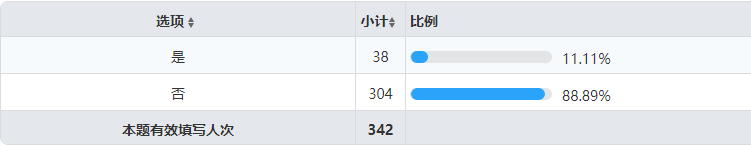 选项 小计 比例
是 38 11.11%
否 304 88.89%
本题有效填写人次 342